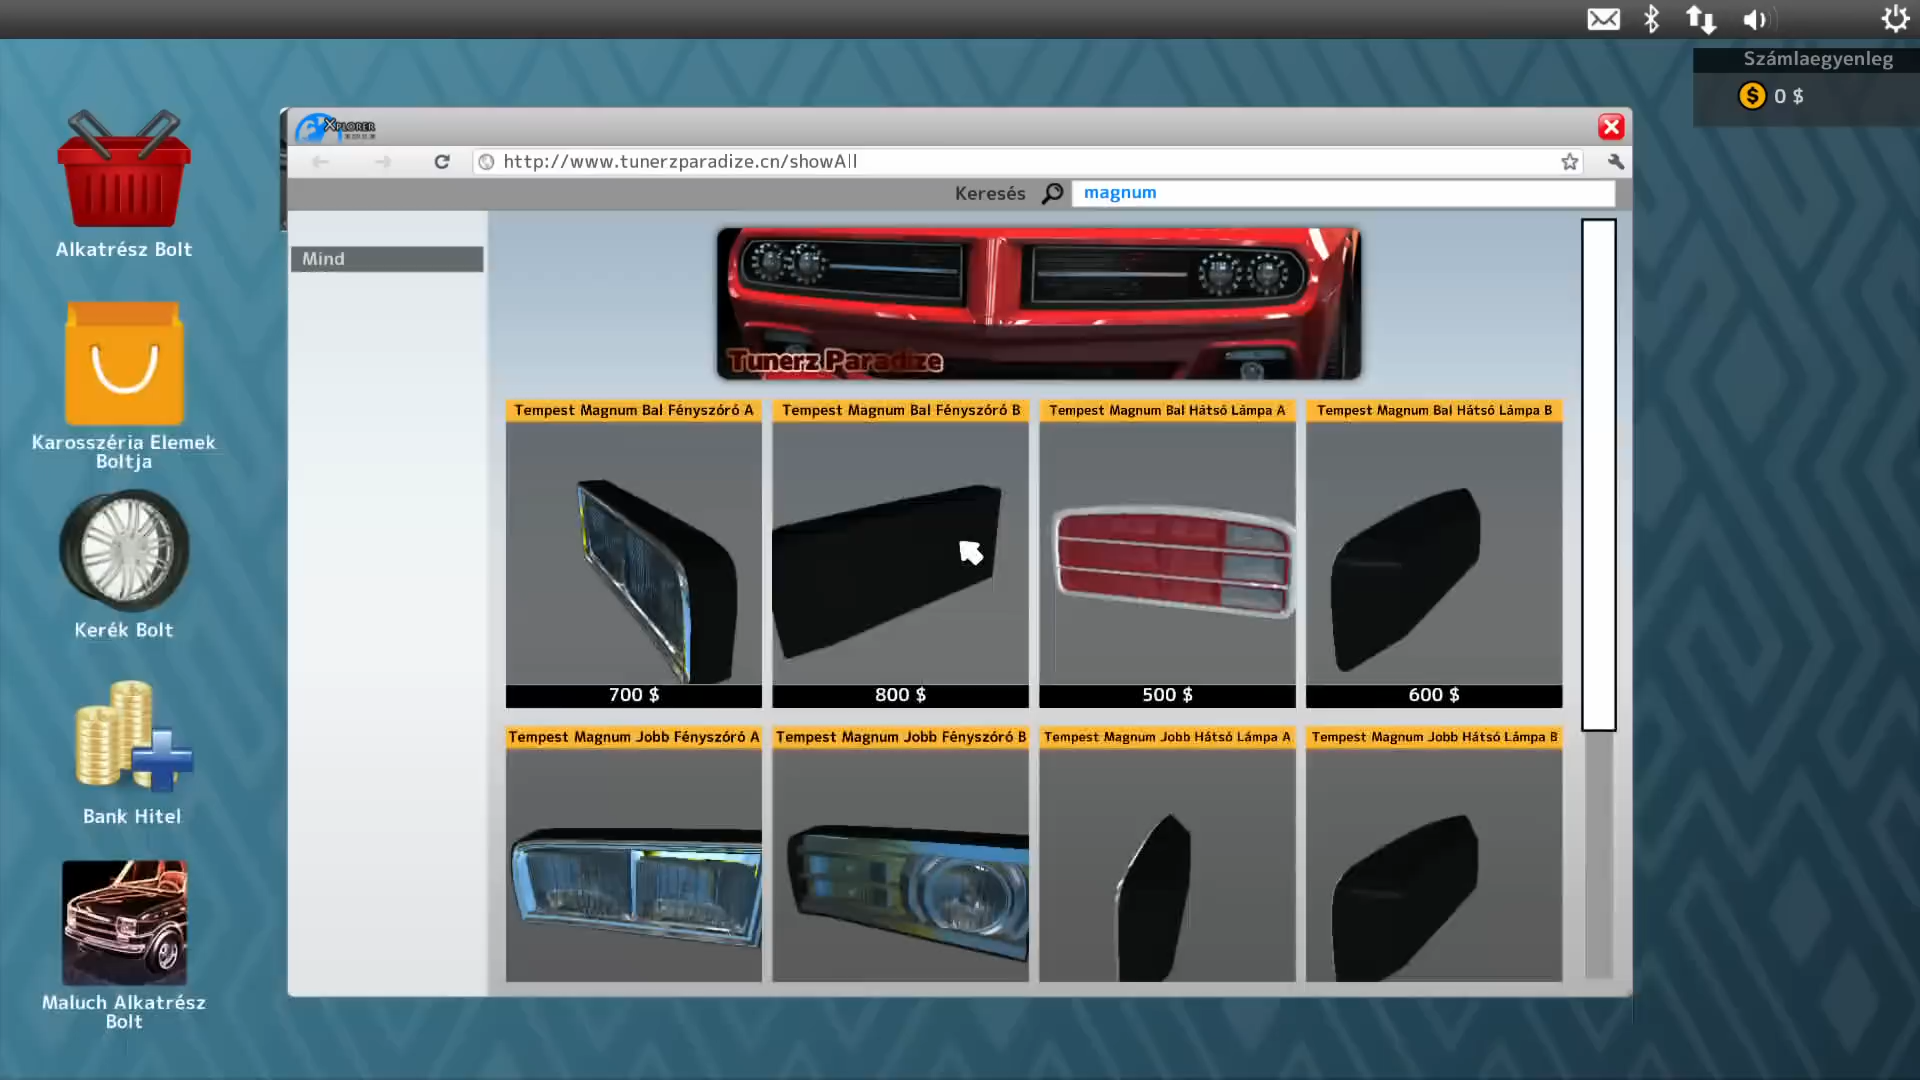 Számlaegyenleg
0 $
XPLORER
http://www.tunerzparadize.cn/showAll
Keresés
magnum
Mind
Tunerz Paradize
Alkatrész Bolt
Karosszéria Elemek
Boltja
Kerék Bolt
Bank Hitel
Maluch Alkatrész
Bolt
Tempest Magnum Bal Fényszóró A
Tempest Magnum Bal Fényszóró B
Tempest Magnum Bal Hátsó Lámpa A
Tempest Magnum Bal Hátsó Lámpa B
700 $
800 $
500 $
600 $
Tempest Magnum Jobb Fényszóró A
Tempest Magnum Jobb Fényszóró B
Tempest Magnum Jobb Hátsó Lámpa A
Tempest Magnum Jobb Hátsó Lámpa B